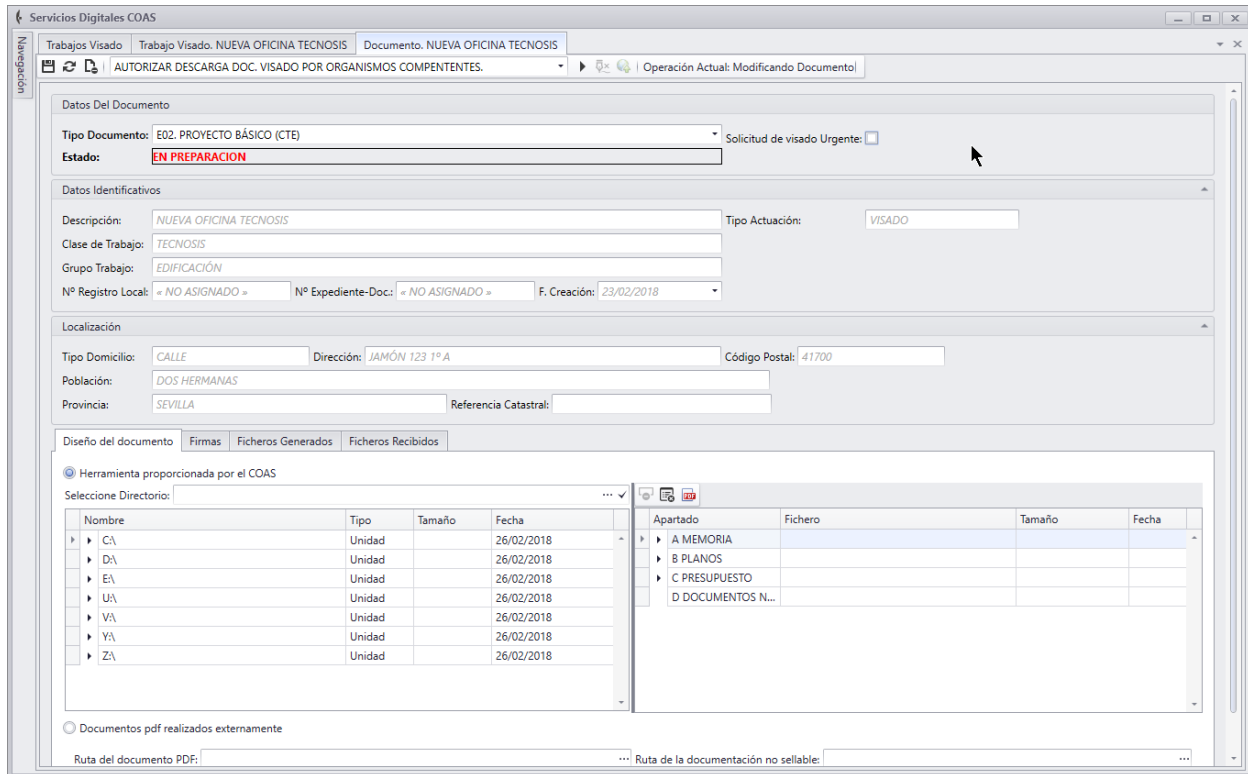 Servicios Digitales COAS
Navegación
Trabajos Visado Trabajo Visado. NUEVA OFICINA TECNOSIS Documento. NUEVA OFICINA TECNOSIS
AUTORIZAR DESCARGA DOC. VISADO POR ORGANISMOS COMPENTENTES. Operación Actual: Modificando Documento
Datos Del Documento
Tipo Documento: E02. PROYECTO BÁSICO (CTE) Solicitud de visado Urgente:
Estado: EN PREPARACION
Datos Identificativos
Descripción: NUEVA OFICINA TECNOSIS Tipo Actuación: VISADO
Clase de Trabajo: TECNOSIS
Grupo Trabajo: EDIFICACIÓN
Nº Registro Local: « NO ASIGNADO » Nº Expediente-Doc.: « NO ASIGNADO » F. Creación: 23/02/2018
Localización
Tipo Domicilio: CALLE Dirección: JAMÓN 123 1º A Código Postal: 41700
Población: DOS HERMANAS
Provincia: SEVILLA Referencia Catastral:
Diseño del documento Firmas Ficheros Generados Ficheros Recibidos
Herramienta proporcionada por el COAS
Seleccione Directorio: ... PDF
Nombre Tipo Tamaño Fecha Apartado Fichero Tamaño Fecha
C:\ Unidad 26/02/2018 A MEMORIA
D:\ Unidad 26/02/2018 B PLANOS
E:\ Unidad 26/02/2018 C PRESUPUESTO
U:\ Unidad 26/02/2018 D DOCUMENTOS N...
V:\ Unidad 26/02/2018
Y:\ Unidad 26/02/2018
Z:\ Unidad 26/02/2018
Documentos pdf realizados externamente
Ruta del documento PDF: ... Ruta de la documentación no sellable: ...